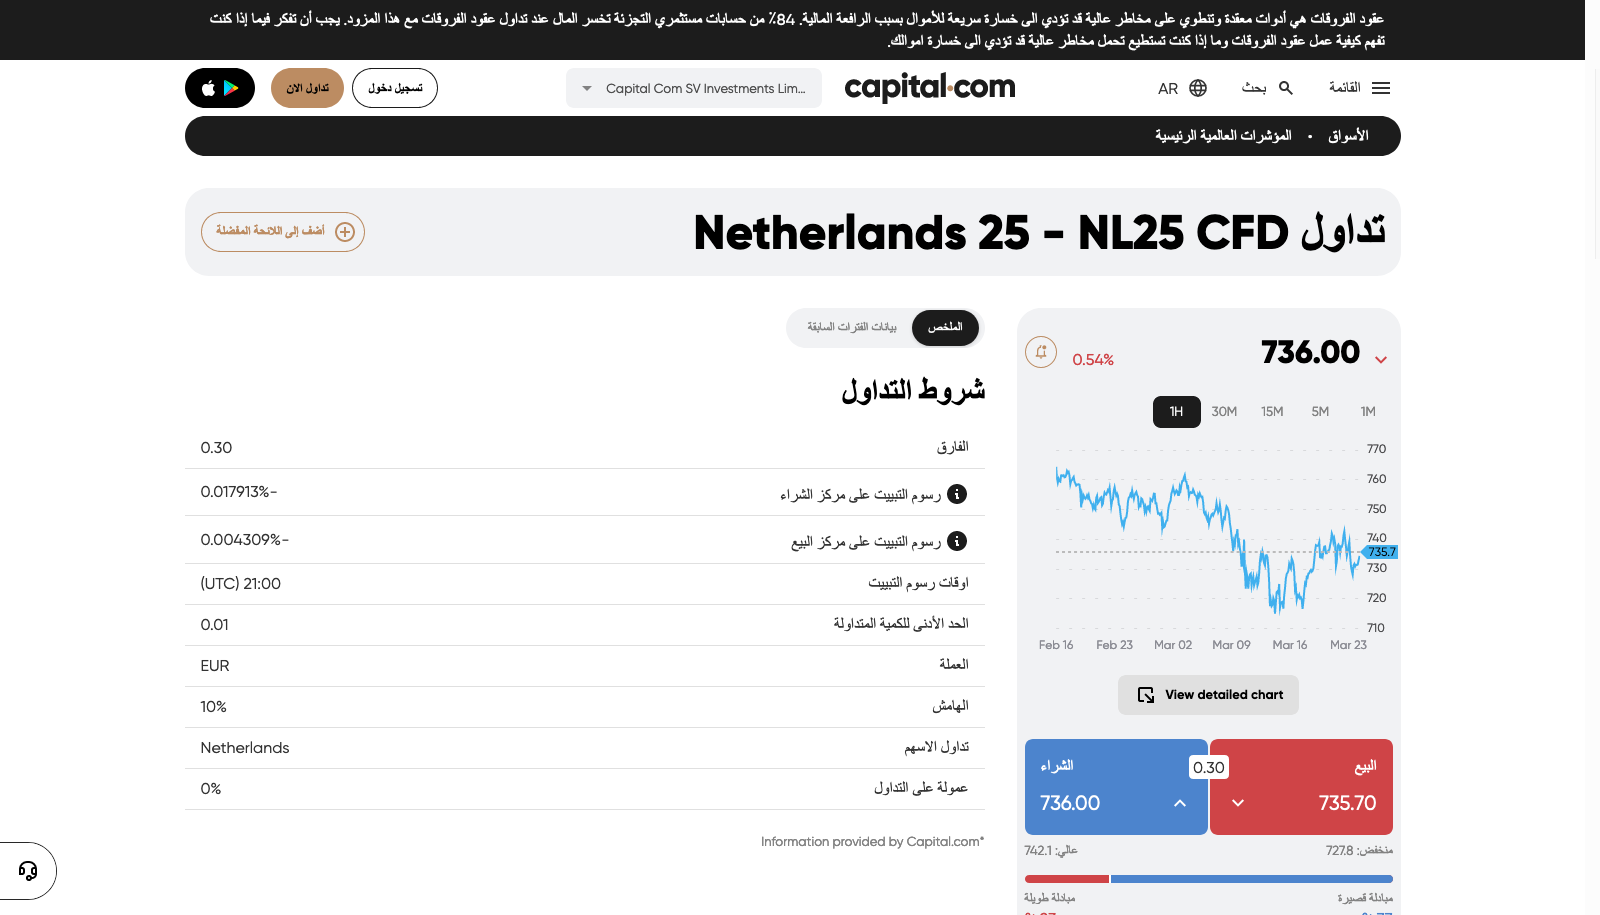 عقود الفروقات هي أدوات معقدة وتنطوي على مخاطر عالية قد تؤدي الى خسارة سريعة للأموال بسبب الرافعة المالية. 84٪ من حسابات مستثمري التجزئة تخسر المال عند تداول عقود الفروقات مع هذا المزود. يجب أن تفكر فيما إذا كنت
تفهم كيفية عمل عقود الفروقات وما إذا كنت تستطيع تحمل مخاطر عالية قد تؤدي الى خسارة اموالك.
القائمة
بحث
AR
capital.com
Capital Com SV Investments Lim...
تسجيل دخول
تداول الان
الأسواق • المؤشرات العالمية الرئيسية
تداول Netherlands 25 - NL25 CFD
أضف إلى اللائحة المفضلة
736.00
0.54%
1M
5M
15M
30M
1H
770
760
750
740
735.7
730
720
710
Feb 16
Feb 23
Mar 02
Mar 09
Mar 16
Mar 23
View detailed chart
البيع
735.70
0.30
الشراء
736.00
منخفض: 727.8
عالي: 742.1
مبادلة قصيرة
مبادلة طويلة
الملخص
بيانات الفترات السابقة
شروط التداول
الفارق 0.30
رسوم التبييت على مركز الشراء -0.017913%
رسوم التبييت على مركز البيع -0.004309%
اوقات رسوم التبييت 21:00 (UTC)
الحد الأدنى للكمية المتداولة 0.01
العملة EUR
الهامش 10%
تداول الاسهم Netherlands
عمولة على التداول 0%
Information provided by Capital.com*